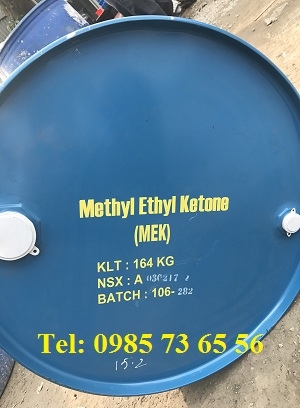 Methyl Ethyl Ketone
(MEK)
KLT : 164 KG
NSX : A 030217
BATCH : 106- 282
Tel: 0985 73 65 56
15.2